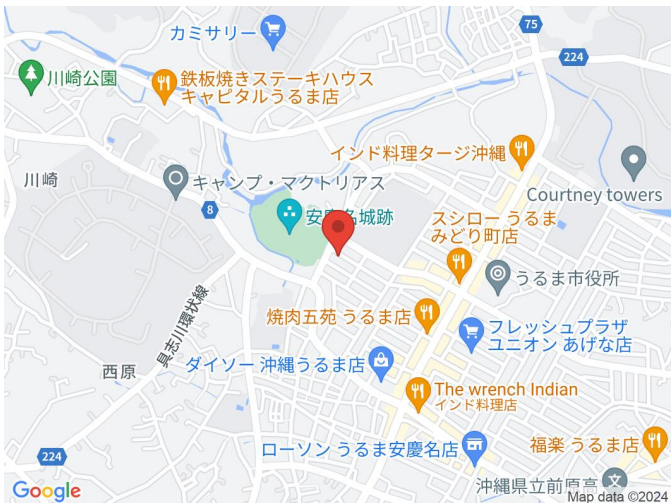 カミサリー
75
224
川崎公園
鉄板焼きステーキハウス
キャピタルうるま店
インド料理タージ沖縄
川崎
キャンプ・マクトリアス
Courtney towers
8
安慶名城跡
スシロー うるま
みどり町店
うるま市役所
具志川環状線
焼肉五苑 うるま店
フレッシュプラザ
ユニオン あげな店
西原
ダイソー 沖縄うるま店
The wrench Indian
インド料理店
224
ローソン うるま安慶名店
福楽 うるま店
沖縄県立前原高
Google
Map data ©2024